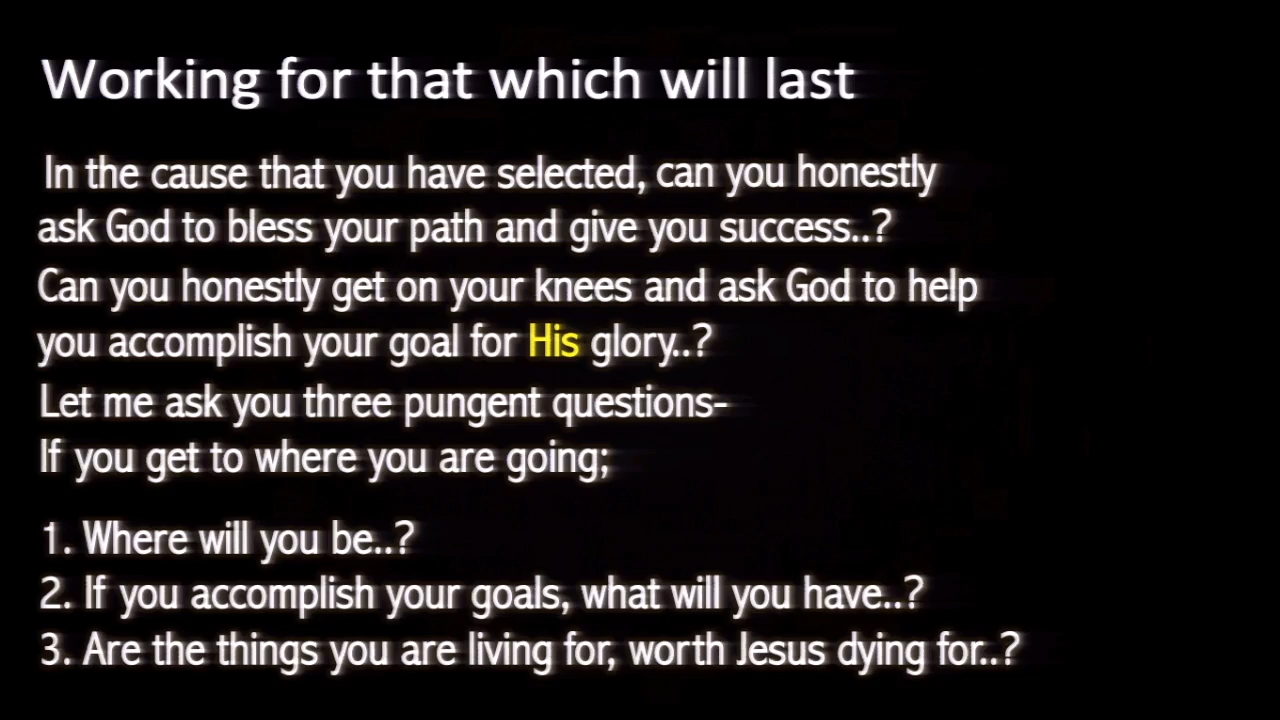 Working for that which will last
In the cause that you have selected, can you honestly
ask God to bless your path and give you success..?
Can you honestly get on your knees and ask God to help
you accomplish your goal for His glory..?
Let me ask you three pungent questions-
If you get to where you are going;
1. Where will you be..?
2. If you accomplish your goals, what will you have..?
3. Are the things you are living for, worth Jesus dying for..?